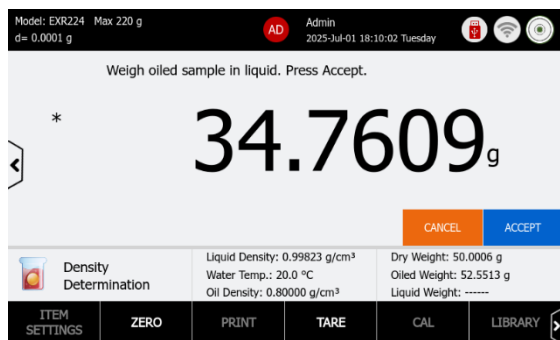 Model: EXR224 Max 220 g
d= 0.0001 g
AD
Admin
2025-Jul-01 18:10:02 Tuesday
Weigh oiled sample in liquid. Press Accept.
*
34.7609 g
CANCEL
ACCEPT
Density
Determination
Liquid Density: 0.99823 g/cm³
Water Temp.: 20.0 °C
Oil Density: 0.80000 g/cm³
Dry Weight: 50.0006 g
Oiled Weight: 52.5513 g
Liquid Weight: ------
ITEM
SETTINGS
ZERO
PRINT
TARE
CAL
LIBRARY